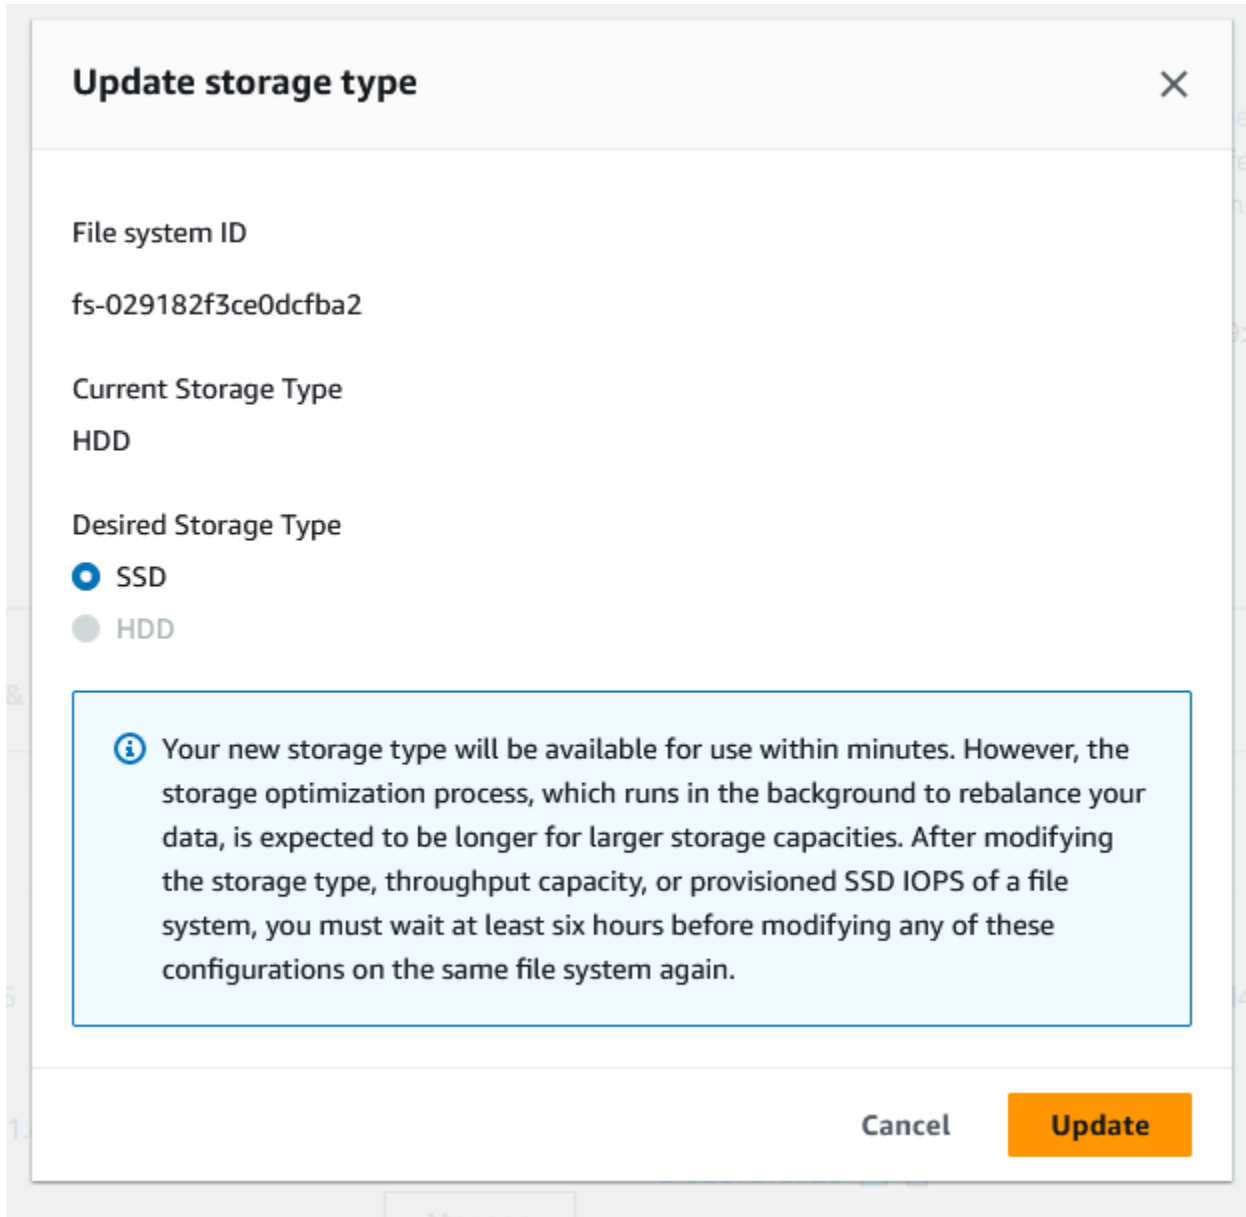 Update storage type
File system ID
fs-029182f3ce0dcfba2
Current Storage Type
HDD
Desired Storage Type
SSD
HDD
Your new storage type will be available for use within minutes. However, the
storage optimization process, which runs in the background to rebalance your
data, is expected to be longer for larger storage capacities. After modifying
the storage type, throughput capacity, or provisioned SSD IOPS of a file
system, you must wait at least six hours before modifying any of these
configurations on the same file system again.
Cancel
Update